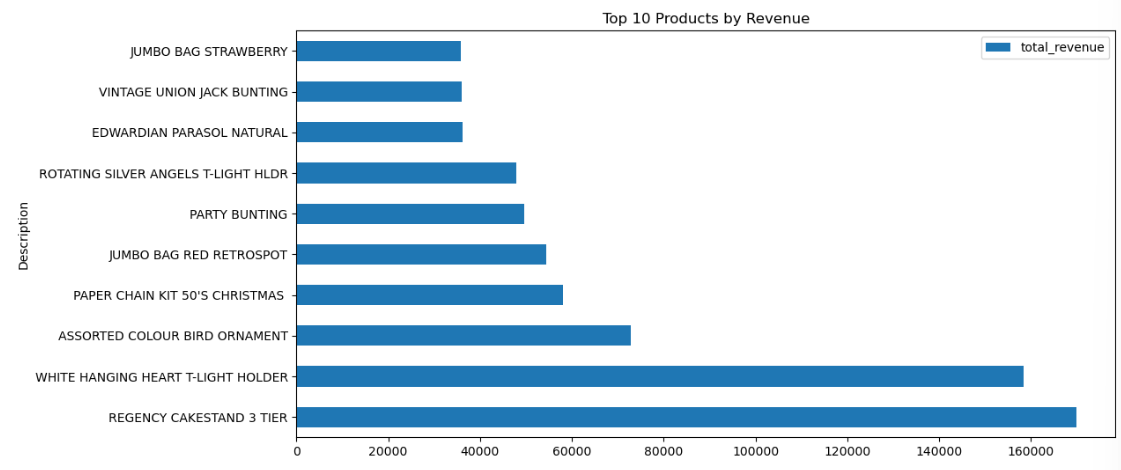 Top 10 Products by Revenue
total_revenue
Description
JUMBO BAG STRAWBERRY
VINTAGE UNION JACK BUNTING
EDWARDIAN PARASOL NATURAL
ROTATING SILVER ANGELS T-LIGHT HLDR
PARTY BUNTING
JUMBO BAG RED RETROSPOT
PAPER CHAIN KIT 50'S CHRISTMAS
ASSORTED COLOUR BIRD ORNAMENT
WHITE HANGING HEART T-LIGHT HOLDER
REGENCY CAKESTAND 3 TIER
0 20000 40000 60000 80000 100000 120000 140000 160000